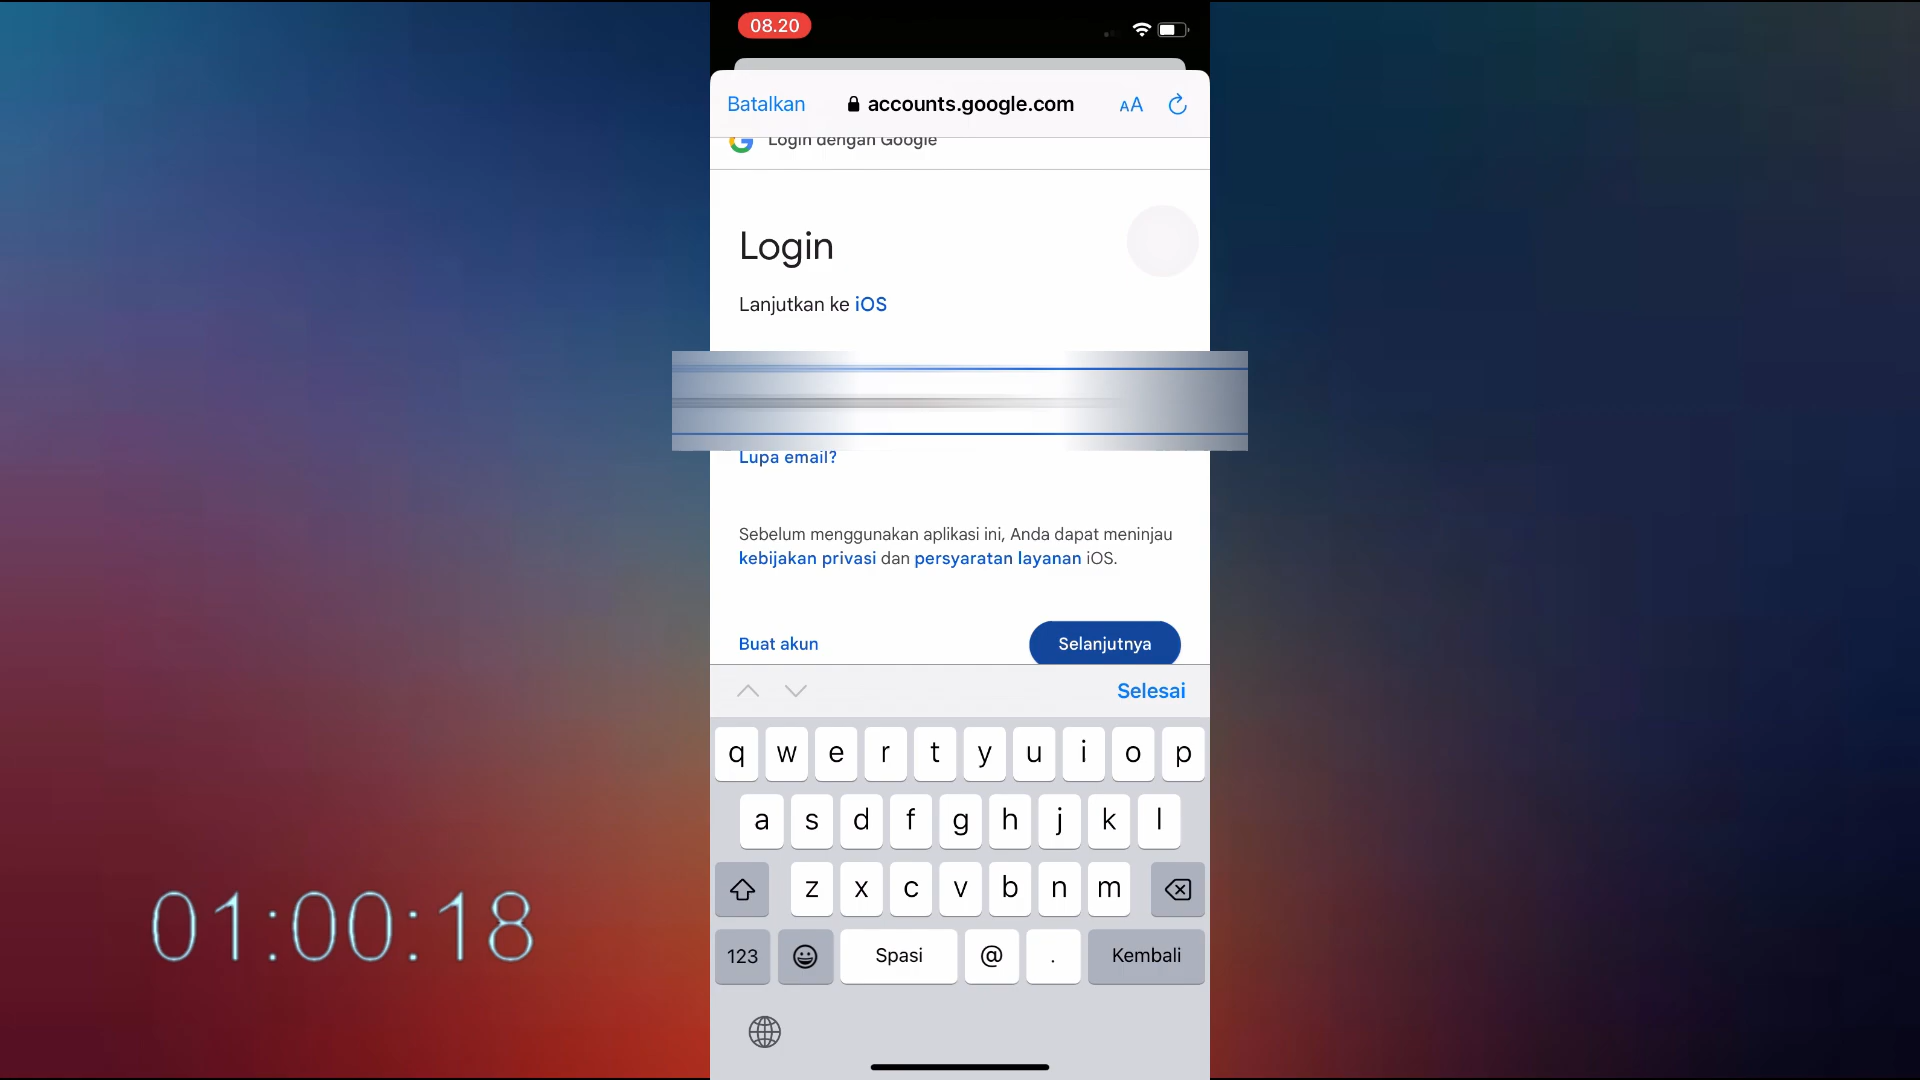 08.20
Batalkan
accounts.google.com
AA
Login dengan Google
Login
Lanjutkan ke iOS
Lupa email?
Sebelum menggunakan aplikasi ini, Anda dapat meninjau
kebijakan privasi dan persyaratan layanan iOS.
Buat akun
Selanjutnya
Selesai
q w e r t y u i o p
a s d f g h j k l
z x c v b n m
123
Spasi
@
.
Kembali
01:00:18